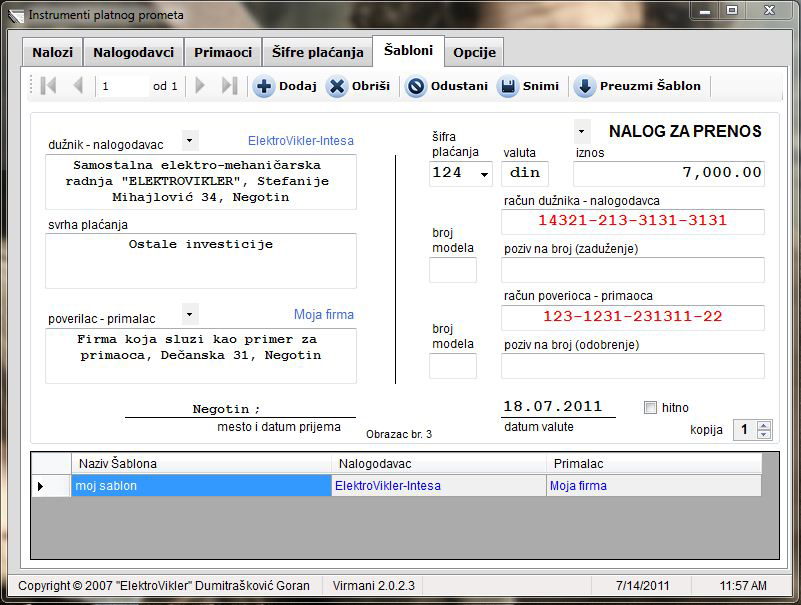 Instrumenti platnog prometa
Nalozi Nalogodavci Primaoci Šifre plaćanja Šabloni Opcije
1 od 1 Dodaj Obriši Odustani Snimi Preuzmi Šablon
NALOG ZA PRENOS
dužnik - nalogodavac ElektroVikler-Intesa
Samostalna elektro-mehaničarska
radnja "ELEKTROVIKLER", Stefanije
Mihajlović 34, Negotin
svrha plaćanja
Ostale investicije
poverilac - primalac Moja firma
Firma koja sluzi kao primer za
primaoca, Dečanska 31, Negotin
Negotin ;
mesto i datum prijema
Obrazac br. 3
šifra
plaćanja valuta iznos
124 din 7,000.00
račun dužnika - nalogodavca
14321-213-3131-3131
broj
modela poziv na broj (zaduženje)
račun poverioca - primaoca
123-1231-231311-22
broj
modela poziv na broj (odobrenje)
18.07.2011 hitno
datum valute kopija 1
Naziv Šablona Nalogodavac Primalac
moj sablon ElektroVikler-Intesa Moja firma
Copyright © 2007 "ElektroVikler" Dumitrašković Goran Virmani 2.0.2.3 7/14/2011 11:57 AM